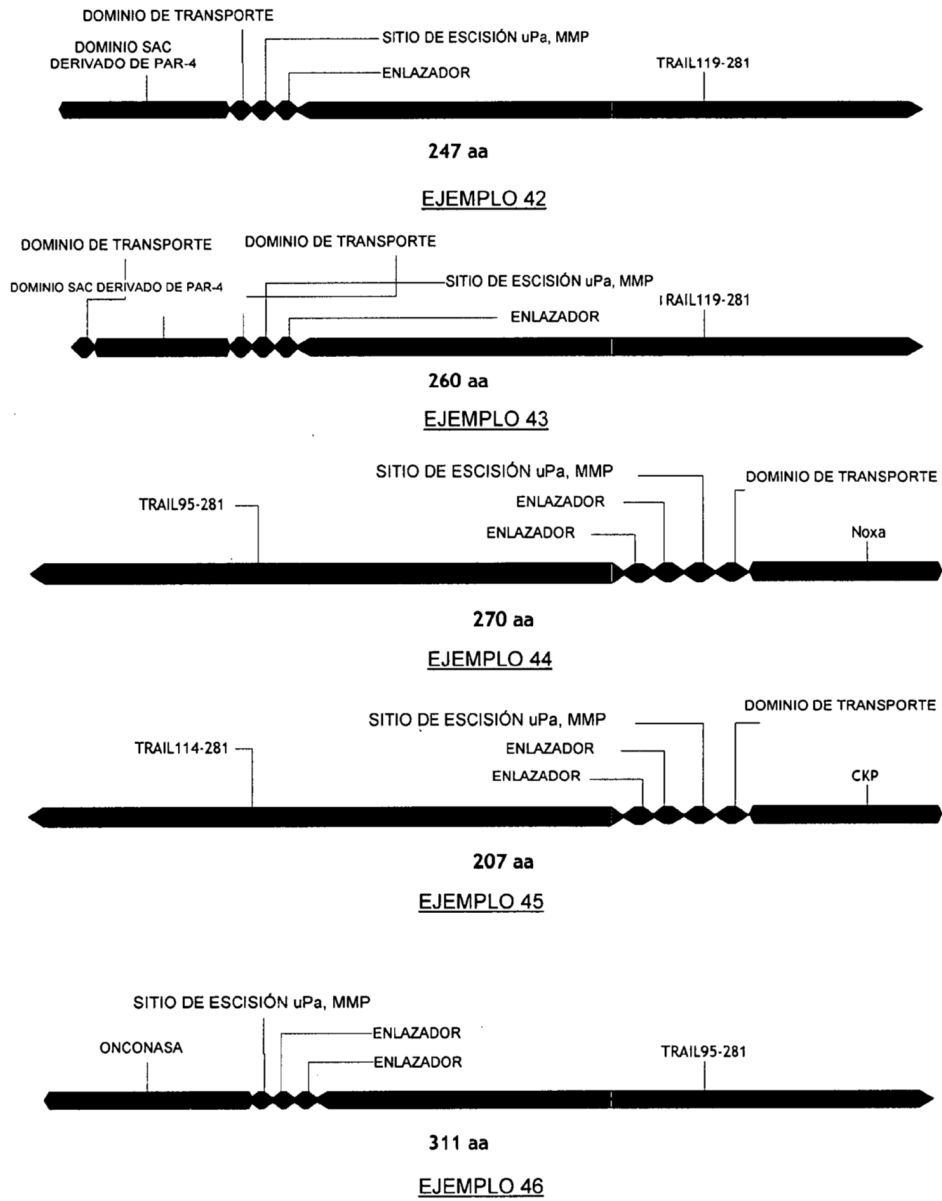 DOMINIO DE TRANSPORTE
DOMINIO SAC
DERIVADO DE PAR-4
SITIO DE ESCISIÓN uPa, MMP
ENLAZADOR
TRAIL119-281
247 aa
EJEMPLO 42
DOMINIO DE TRANSPORTE
DOMINIO DE TRANSPORTE
DOMINIO SAC DERIVADO DE PAR-4
SITIO DE ESCISIÓN uPa, MMP
TRAIL119-281
ENLAZADOR
260 aa
EJEMPLO 43
SITIO DE ESCISIÓN uPa, MMP
DOMINIO DE TRANSPORTE
TRAIL95-281
ENLAZADOR
ENLAZADOR
Noxa
270 aa
EJEMPLO 44
DOMINIO DE TRANSPORTE
SITIO DE ESCISIÓN uPa, MMP
TRAIL114-281
ENLAZADOR
ENLAZADOR
CKP
207 aa
EJEMPLO 45
SITIO DE ESCISIÓN uPa, MMP
ONCONASA
ENLAZADOR
ENLAZADOR
TRAIL95-281
311 aa
EJEMPLO 46